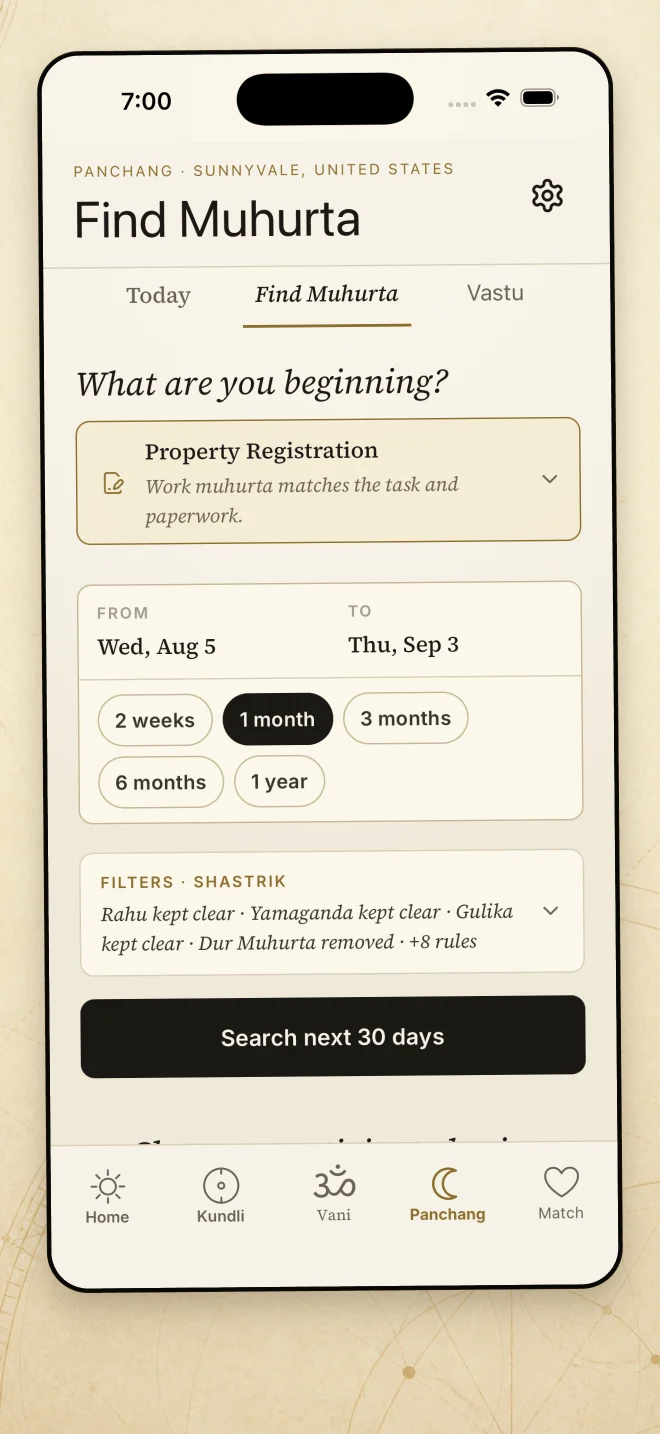 7:00
PANCHANG · SUNNYVALE, UNITED STATES
Find Muhurta
Today Find Muhurta Vastu
What are you beginning?
Property Registration
Work muhurta matches the task and
paperwork.
FROM TO
Wed, Aug 5 Thu, Sep 3
2 weeks 1 month 3 months
6 months 1 year
FILTERS · SHASTRIK
Rahu kept clear · Yamaganda kept clear · Gulika
kept clear · Dur Muhurta removed · +8 rules
Search next 30 days
ॐ
Home Kundli Vani Panchang Match